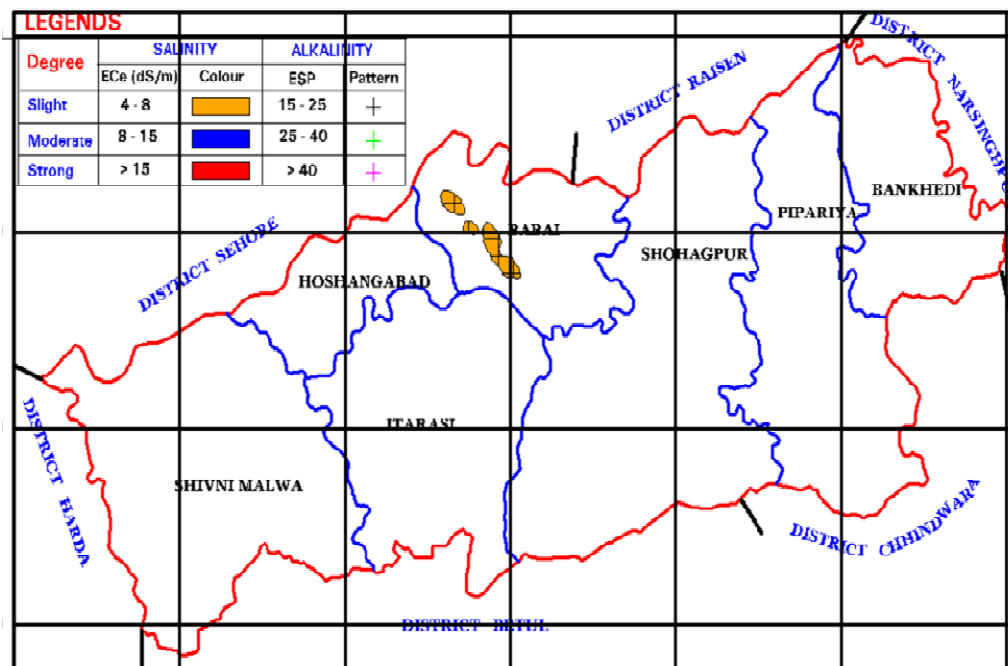 LEGENDS
Degree SALINITY ALKALINITY
ECe (dS/m) Colour ESP Pattern
Slight 4 - 8 15 - 25
Moderate 8 - 15 25 - 40
Strong > 15 > 40
DISTRICT RAISEN
DISTRICT NARSINGHPU
DISTRICT SEHORE
BANKHEDI
PIPARIYA
BABAI
SHOHAGPUR
HOSHANGABAD
ITARASI
SHIVNI MALWA
DISTRICT HARDA
DISTRICT CHHINDWARA
DISTRICT BETUL